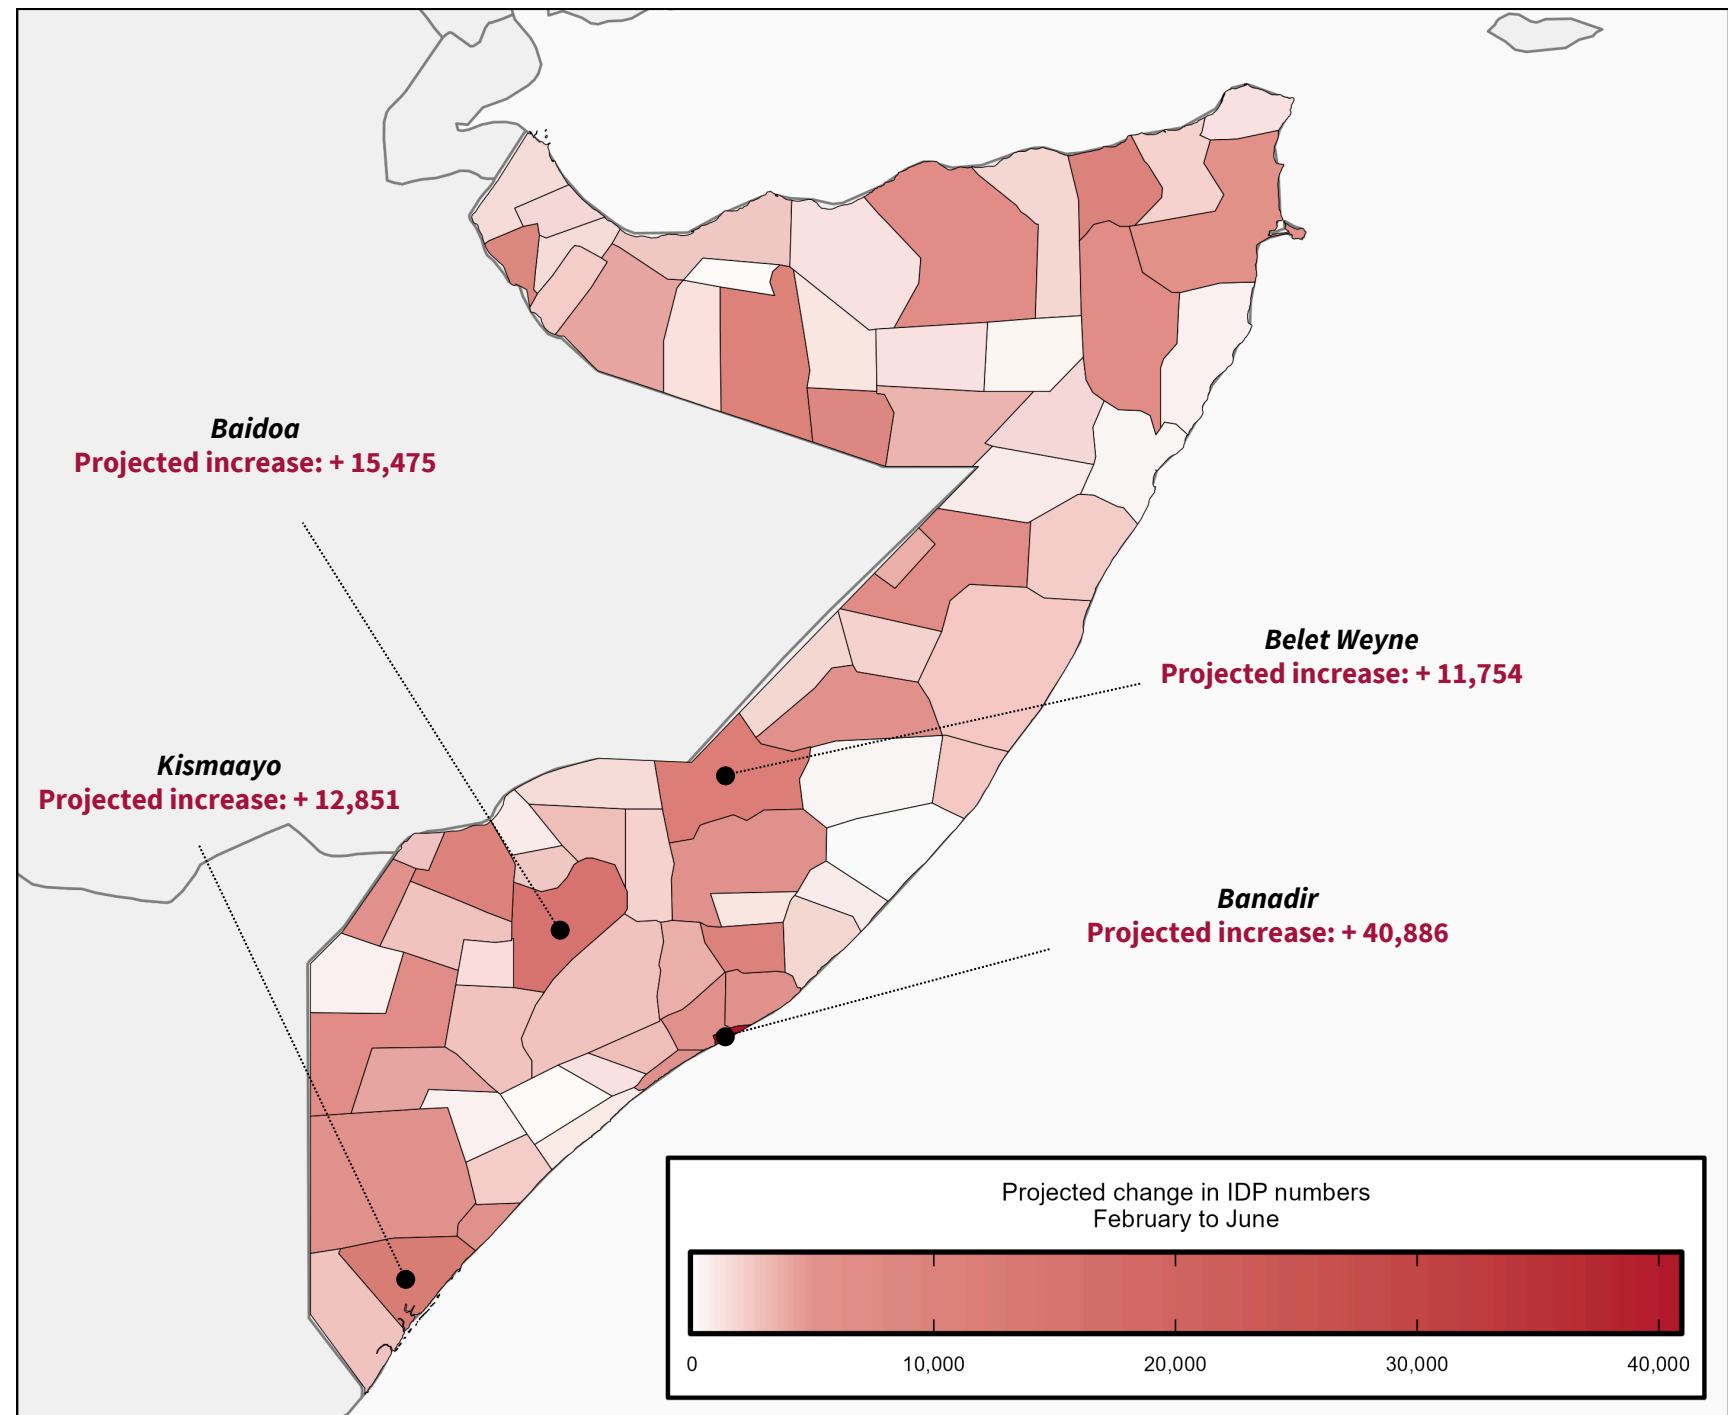 Baidoa
Projected increase: + 15,475
Belet Weyne
Projected increase: + 11,754
Kismaayo
Projected increase: + 12,851
Banadir
Projected increase: + 40,886
Projected change in IDP numbers
February to June
0 10,000 20,000 30,000 40,000